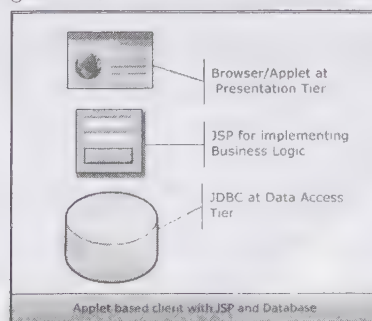 Browser/Applet at
Presentation Tier
JSP for implementing
Business Logic
JDBC at Data Access
Tier
Applet based client with JSP and Database